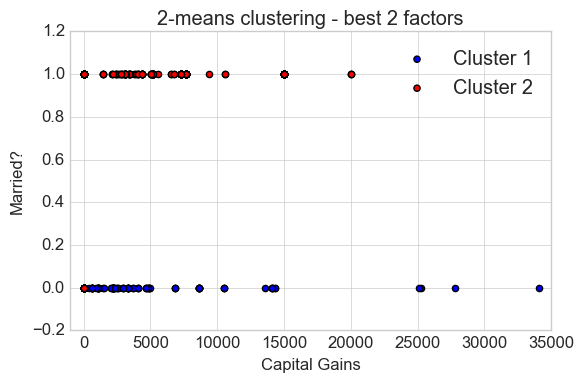 2-means clustering - best 2 factors
1.2
1.0
0.8
0.6
0.4
0.2
0.0
−0.2
Married?
Cluster 1
Cluster 2
0 5000 10000 15000 20000 25000 30000 35000
Capital Gains